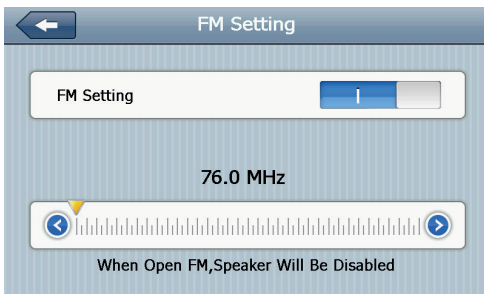 FM Setting
FM Setting
76.0 MHz
When Open FM,Speaker Will Be Disabled